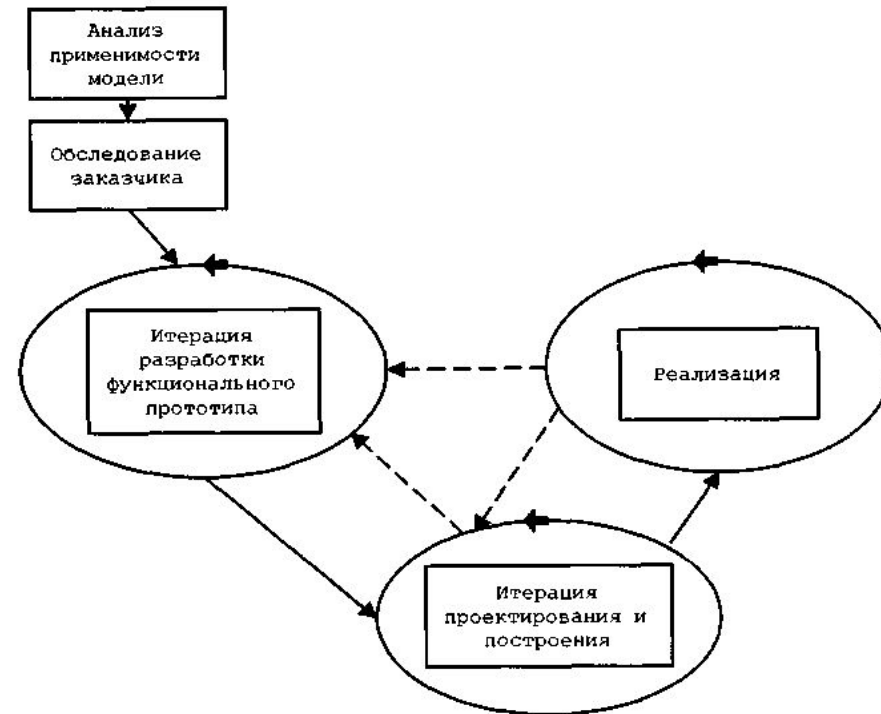 Анализ
применимости
модели
Обследование
заказчика
Итерация
разработки
функционального
прототипа
Реализация
Итерация
проектирования и
построения